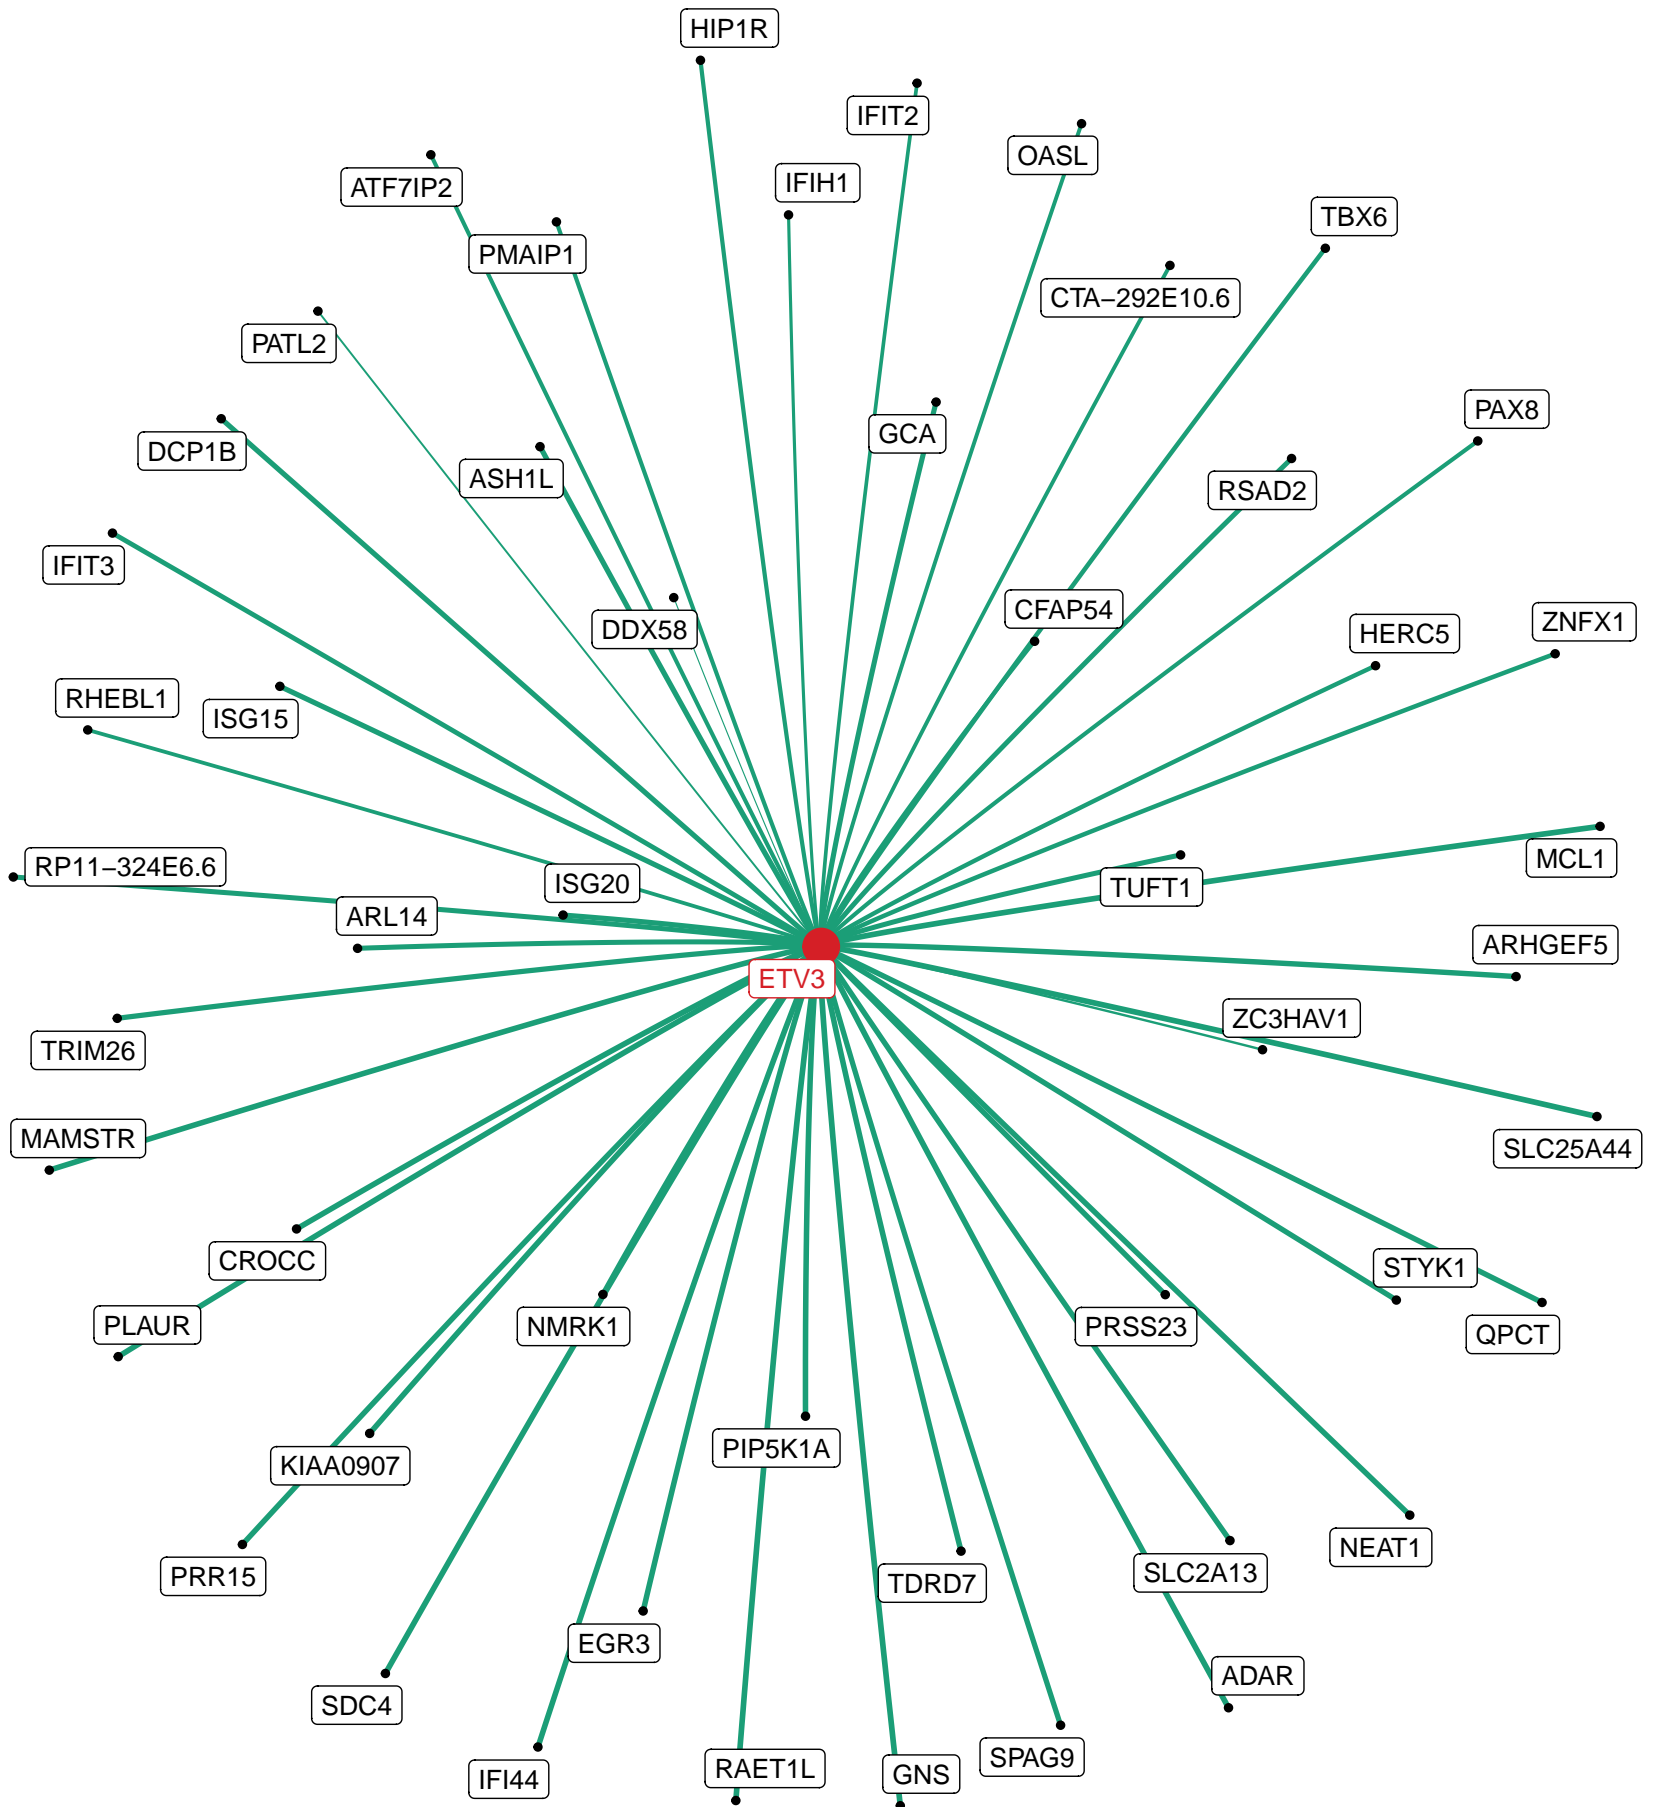 HIP1R
IFIT2
OASL
IFIH1
ATF7IP2
TBX6
PMAIP1
CTA−292E10.6
PATL2
PAX8
GCA
DCP1B
ASH1L
RSAD2
IFIT3
CFAP54
ZNFX1
DDX58
HERC5
RHEBL1
ISG15
MCL1
RP11−324E6.6
ISG20
TUFT1
ARL14
ARHGEF5
ETV3
ZC3HAV1
TRIM26
MAMSTR
SLC25A44
CROCC
STYK1
PLAUR
NMRK1
PRSS23
QPCT
PIP5K1A
KIAA0907
NEAT1
SLC2A13
PRR15
TDRD7
EGR3
ADAR
SDC4
SPAG9
RAET1L
GNS
IFI44